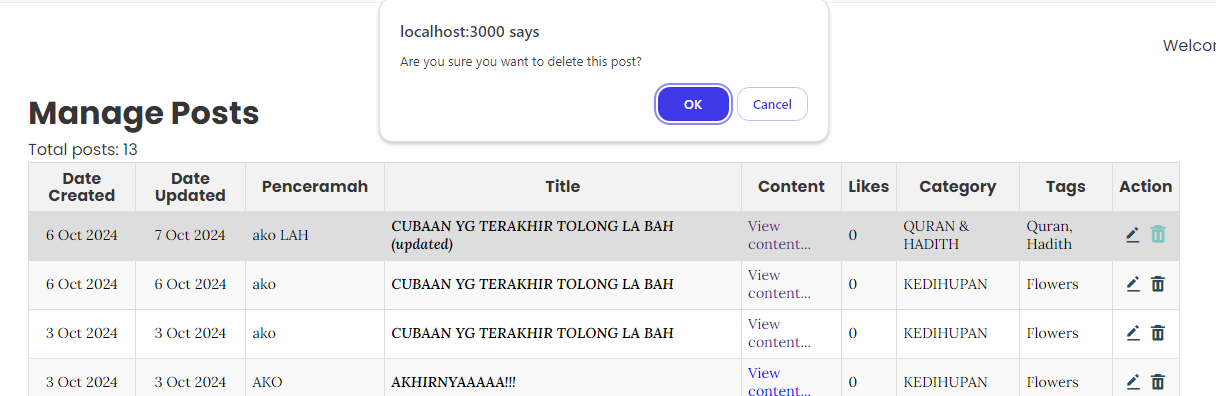 localhost:3000 says
Are you sure you want to delete this post?
OK Cancel
Welcom
Manage Posts
Total posts: 13
Date Created Date Updated Penceramah Title Content Likes Category Tags Action
6 Oct 2024 7 Oct 2024 ako LAH CUBAAN YG TERAKHIR TOLONG LA BAH (updated) View content... 0 QURAN & HADITH Quran, Hadith
6 Oct 2024 6 Oct 2024 ako CUBAAN YG TERAKHIR TOLONG LA BAH View content... 0 KEDIHUPAN Flowers
3 Oct 2024 3 Oct 2024 ako CUBAAN YG TERAKHIR TOLONG LA BAH View content... 0 KEDIHUPAN Flowers
3 Oct 2024 3 Oct 2024 AKO AKHIRNYAAAAA!!! View content... 0 KEDIHUPAN Flowers